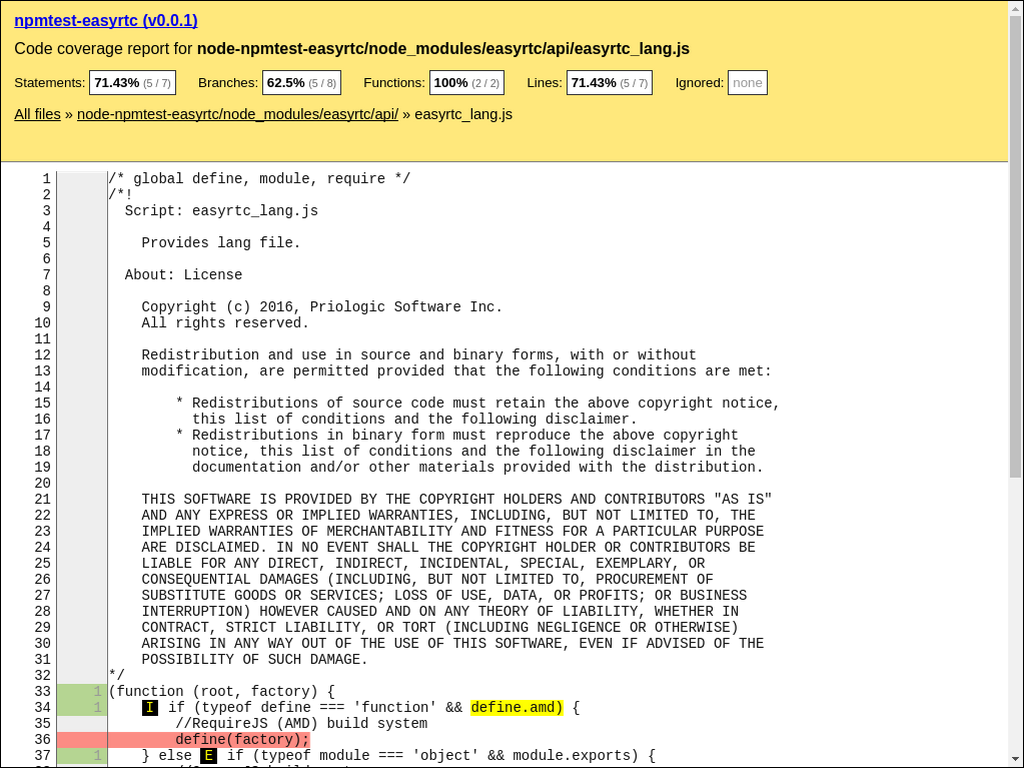 npmtest-easyrtc (v0.0.1)
Code coverage report for node-npmtest-easyrtc/node_modules/easyrtc/api/easyrtc_lang.js
Statements: 71.43% (5 / 7) Branches: 62.5% (5 / 8) Functions: 100% (2 / 2) Lines: 71.43% (5 / 7) Ignored: none
All files » node-npmtest-easyrtc/node_modules/easyrtc/api/ » easyrtc_lang.js
1 /* global define, module, require */
2 /*!
3 Script: easyrtc_lang.js
4
5 Provides lang file.
6
7 About: License
8
9 Copyright (c) 2016, Priologic Software Inc.
10 All rights reserved.
11
12 Redistribution and use in source and binary forms, with or without
13 modification, are permitted provided that the following conditions are met:
14
15 * Redistributions of source code must retain the above copyright notice,
16 this list of conditions and the following disclaimer.
17 * Redistributions in binary form must reproduce the above copyright
18 notice, this list of conditions and the following disclaimer in the
19 documentation and/or other materials provided with the distribution.
20
21 THIS SOFTWARE IS PROVIDED BY THE COPYRIGHT HOLDERS AND CONTRIBUTORS "AS IS"
22 AND ANY EXPRESS OR IMPLIED WARRANTIES, INCLUDING, BUT NOT LIMITED TO, THE
23 IMPLIED WARRANTIES OF MERCHANTABILITY AND FITNESS FOR A PARTICULAR PURPOSE
24 ARE DISCLAIMED. IN NO EVENT SHALL THE COPYRIGHT HOLDER OR CONTRIBUTORS BE
25 LIABLE FOR ANY DIRECT, INDIRECT, INCIDENTAL, SPECIAL, EXEMPLARY, OR
26 CONSEQUENTIAL DAMAGES (INCLUDING, BUT NOT LIMITED TO, PROCUREMENT OF
27 SUBSTITUTE GOODS OR SERVICES; LOSS OF USE, DATA, OR PROFITS; OR BUSINESS
28 INTERRUPTION) HOWEVER CAUSED AND ON ANY THEORY OF LIABILITY, WHETHER IN
29 CONTRACT, STRICT LIABILITY, OR TORT (INCLUDING NEGLIGENCE OR OTHERWISE)
30 ARISING IN ANY WAY OUT OF THE USE OF THIS SOFTWARE, EVEN IF ADVISED OF THE
31 POSSIBILITY OF SUCH DAMAGE.
32 */
33 1 (function (root, factory) {
34 1 I if (typeof define === 'function' && define.amd) {
35 //RequireJS (AMD) build system
36 define(factory);
37 1 } else E if (typeof module === 'object' && module.exports) {